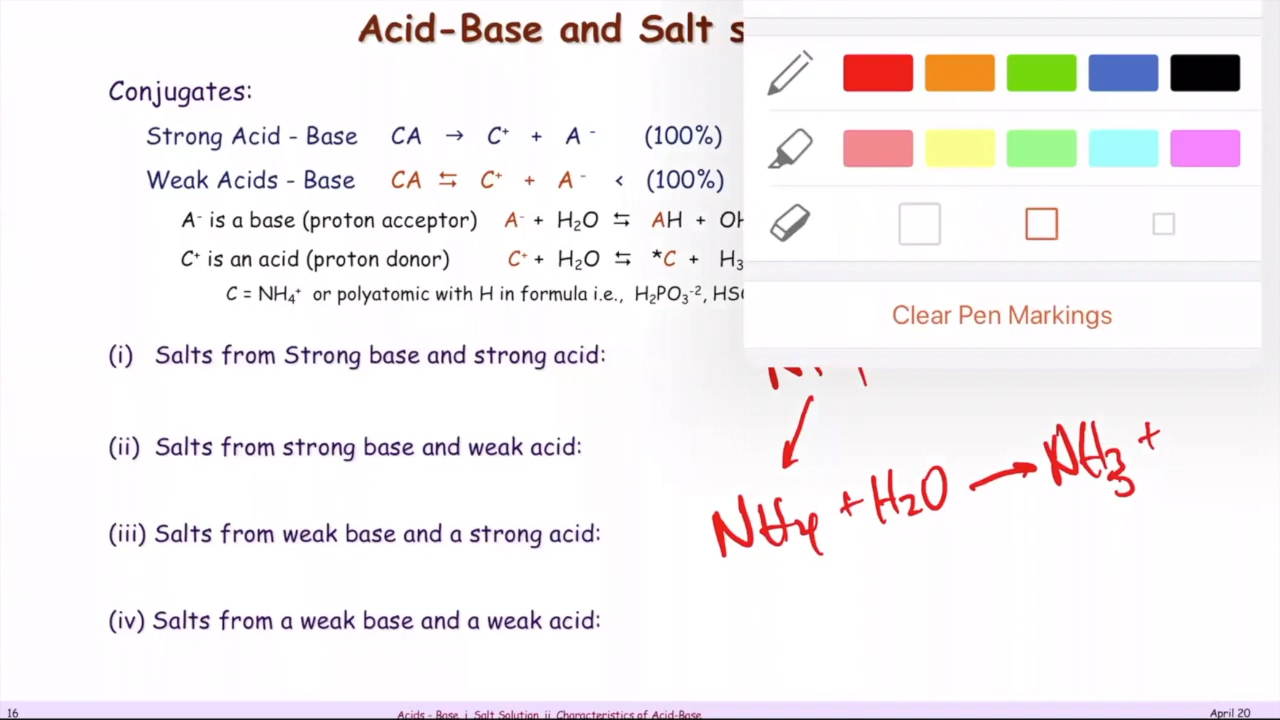 Acid-Base and Salt s
Conjugates:
Strong Acid - Base CA → C⁺ + A⁻ (100%)
Weak Acids - Base CA ⇆ C⁺ + A⁻ < (100%)
A⁻ is a base (proton acceptor) A⁻ + H₂O ⇆ AH + OH
C⁺ is an acid (proton donor) C⁺ + H₂O ⇆ *C + H₃
C = NH₄⁺ or polyatomic with H in formula i.e., H₂PO₃⁻², HSO
Clear Pen Markings
(i) Salts from Strong base and strong acid:
(ii) Salts from strong base and weak acid:
NH₄ + H₂O → NH₃ +
(iii) Salts from weak base and a strong acid:
(iv) Salts from a weak base and a weak acid:
16 Acids - Base i Salt Solution ii Characteristics of Acid-Base April 20